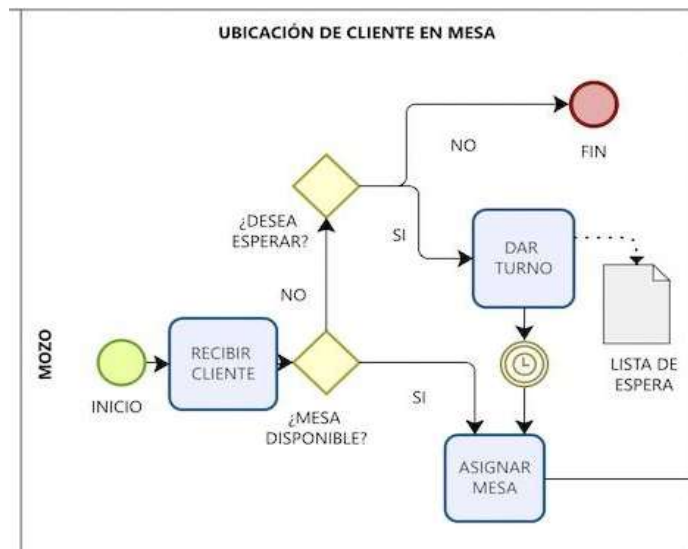 UBICACIÓN DE CLIENTE EN MESA
NO
FIN
¿DESEA
ESPERAR?
SI
DAR
TURNO
NO
LISTA DE
ESPERA
MOZO
RECIBIR
CLIENTE
INICIO
¿MESA
DISPONIBLE?
SI
ASIGNAR
MESA